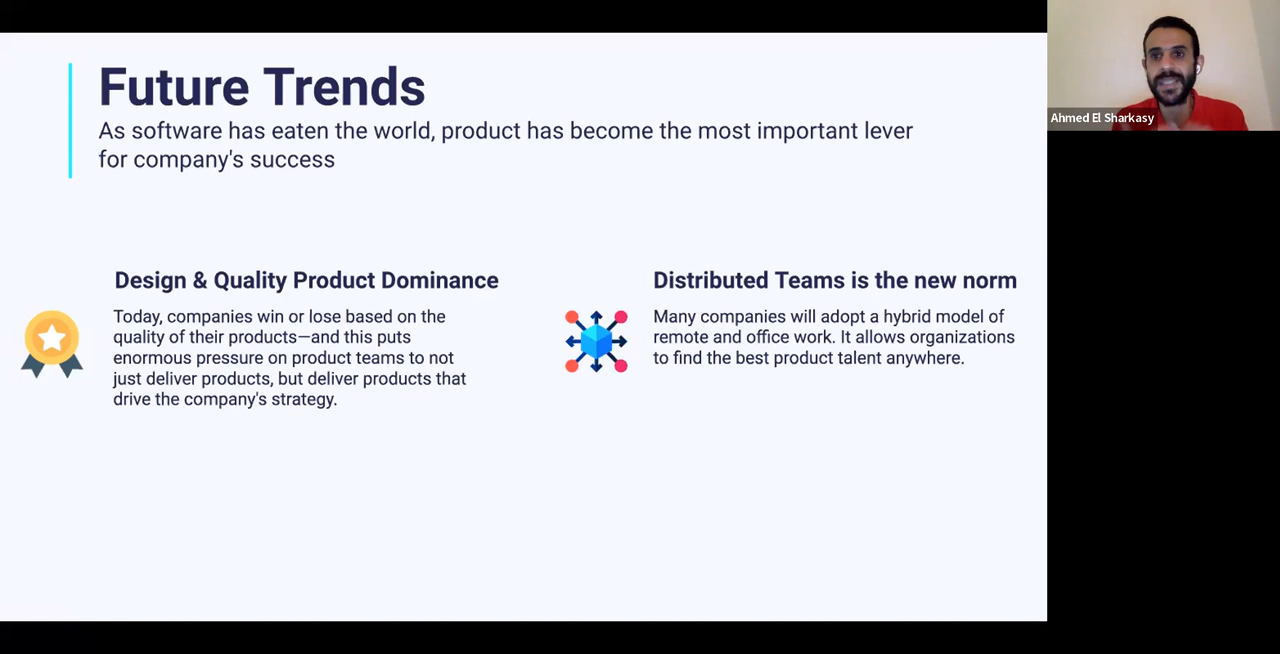 Future Trends
As software has eaten the world, product has become the most important lever
for company's success
Design & Quality Product Dominance
Today, companies win or lose based on the
quality of their products—and this puts
enormous pressure on product teams to not
just deliver products, but deliver products that
drive the company's strategy.
Distributed Teams is the new norm
Many companies will adopt a hybrid model of
remote and office work. It allows organizations
to find the best product talent anywhere.
Ahmed El Sharkasy